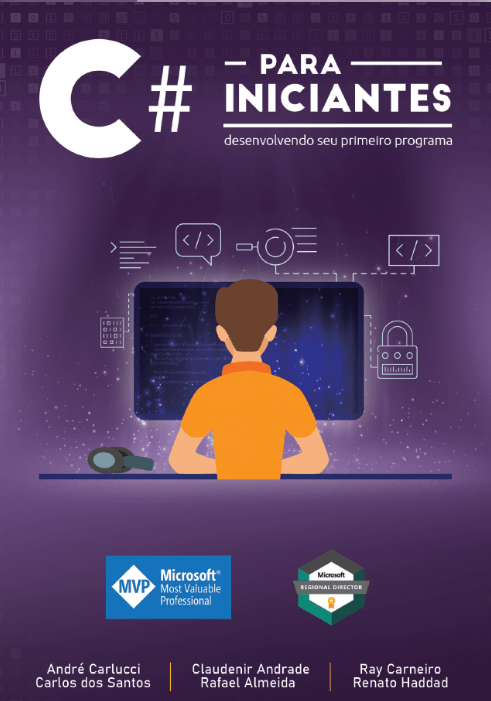 C#
PARA
INICIANTES
desenvolvendo seu primeiro programa
</>
</>
MVP
Microsoft®
Most Valuable
Professional
Microsoft
REGIONAL DIRECTOR
André Carlucci
Carlos dos Santos
Claudenir Andrade
Rafael Almeida
Ray Carneiro
Renato Haddad